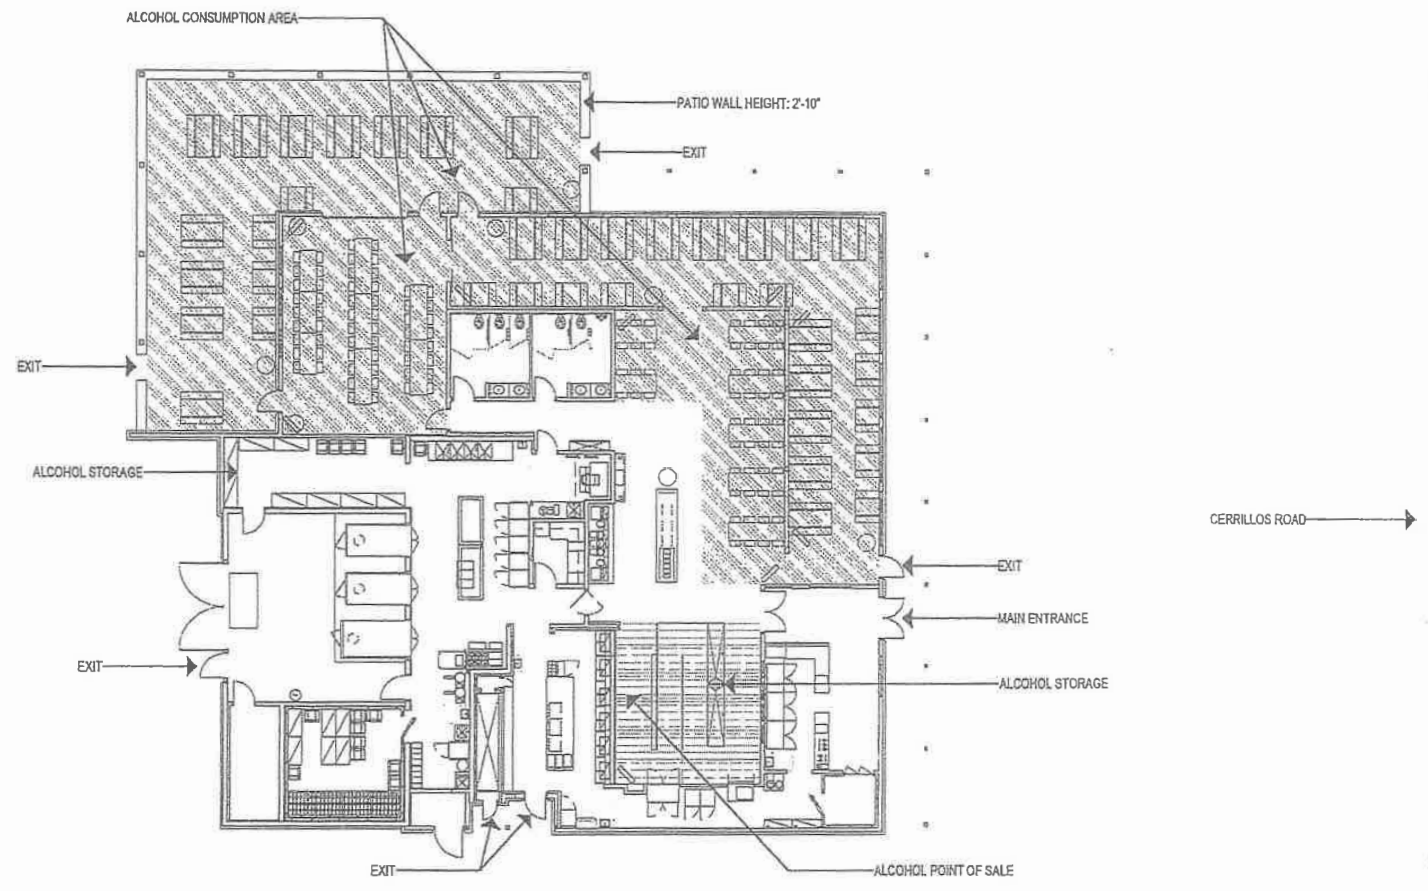 ALCOHOL CONSUMPTION AREA
PATIO WALL HEIGHT: 2'-10"
EXIT
EXIT
ALCOHOL STORAGE
CERRILLOS ROAD
EXIT
MAIN ENTRANCE
EXIT
ALCOHOL STORAGE
EXIT
ALCOHOL POINT OF SALE